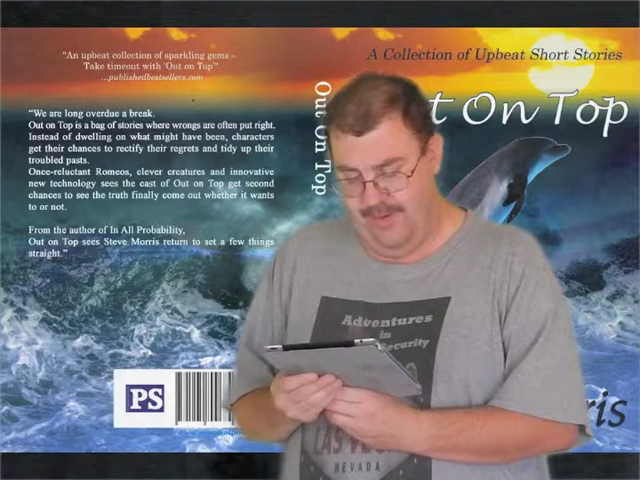 "An upbeat collection of sparkling gems
Take timeout with 'Out on Top"
...publishedbestsellers.com
"We are long overdue a break.
Out on Top is a bag of stories where wrongs are often put right.
Instead of dwelling on what might have been, characters
get their chances to rectify their regrets and tidy up their
troubled pasts.
Once-reluctant Romeos, clever creatures and innovative
new technology sees the cast of Out on Top get second
chances to see the truth finally come out whether it wants
to or not.
From the author of In All Probability,
Out on Top sees Steve Morris return to set a few things
straight."
PS
Out On Top
A Collection of Upbeat Short Stories
t On Top
ris
Adventures
in
Security
LAS VEG
NEVADA